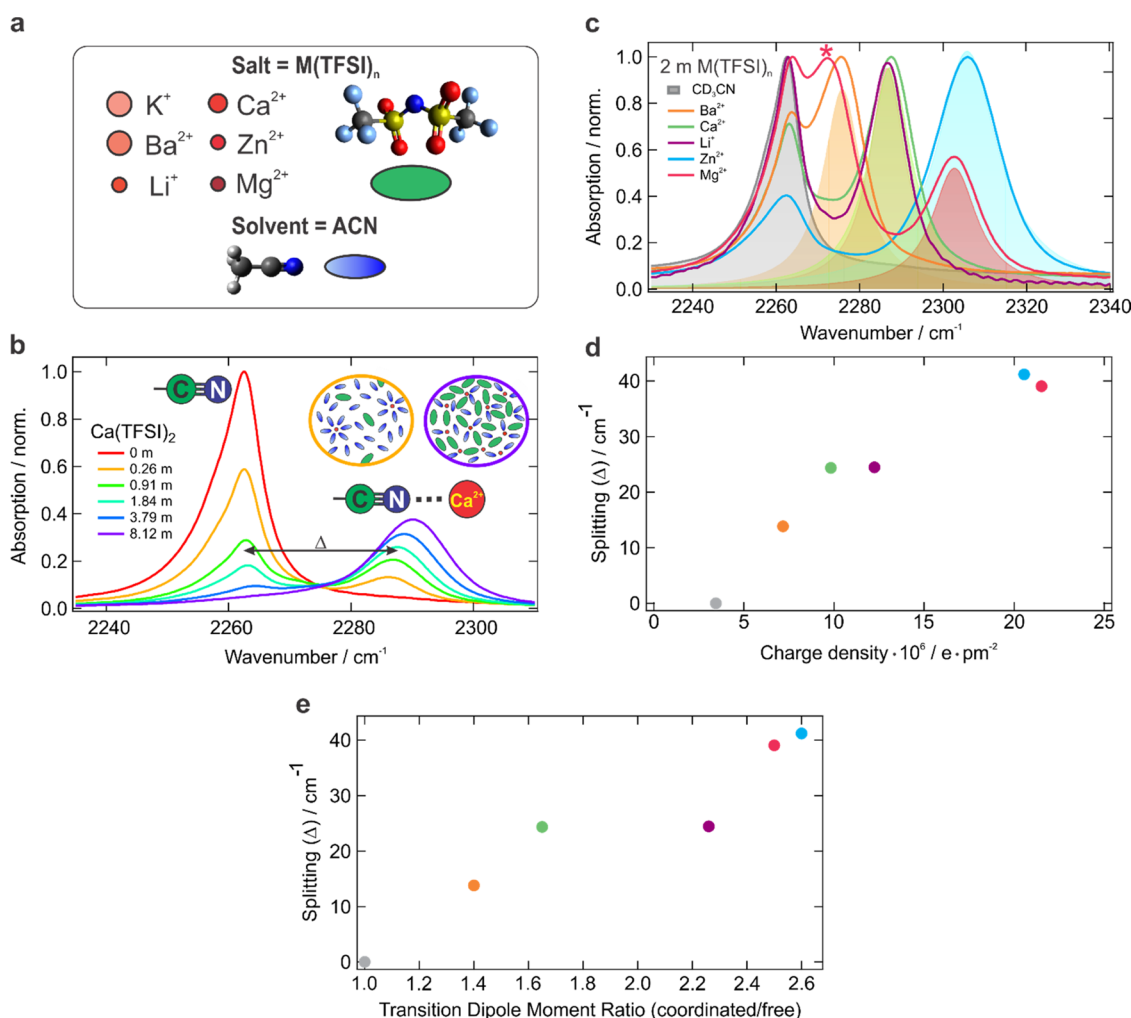 a
Salt = M(TFSI)n
K+
Ca2+
Ba2+
Zn2+
Li+
Mg2+
Solvent = ACN
b
Absorption / norm.
1.0
0.8
0.6
0.4
0.2
0.0
C N
Ca(TFSI)2
0 m
0.26 m
0.91 m
1.84 m
3.79 m
8.12 m
C N Ca2+
Δ
2240 2260 2280 2300
Wavenumber / cm-1
c
Absorption / norm.
1.0
0.8
0.6
0.4
0.2
0.0
2 m M(TFSI)n
CD3CN
Ba2+
Ca2+
Li+
Zn2+
Mg2+
*
2240 2260 2280 2300 2320 2340
Wavenumber / cm-1
d
Splitting (Δ) / cm-1
40
30
20
10
0
0 5 10 15 20 25
Charge density·10^6 / e·pm-2
e
Splitting (Δ) / cm-1
40
30
20
10
0
1.0 1.2 1.4 1.6 1.8 2.0 2.2 2.4 2.6
Transition Dipole Moment Ratio (coordinated/free)